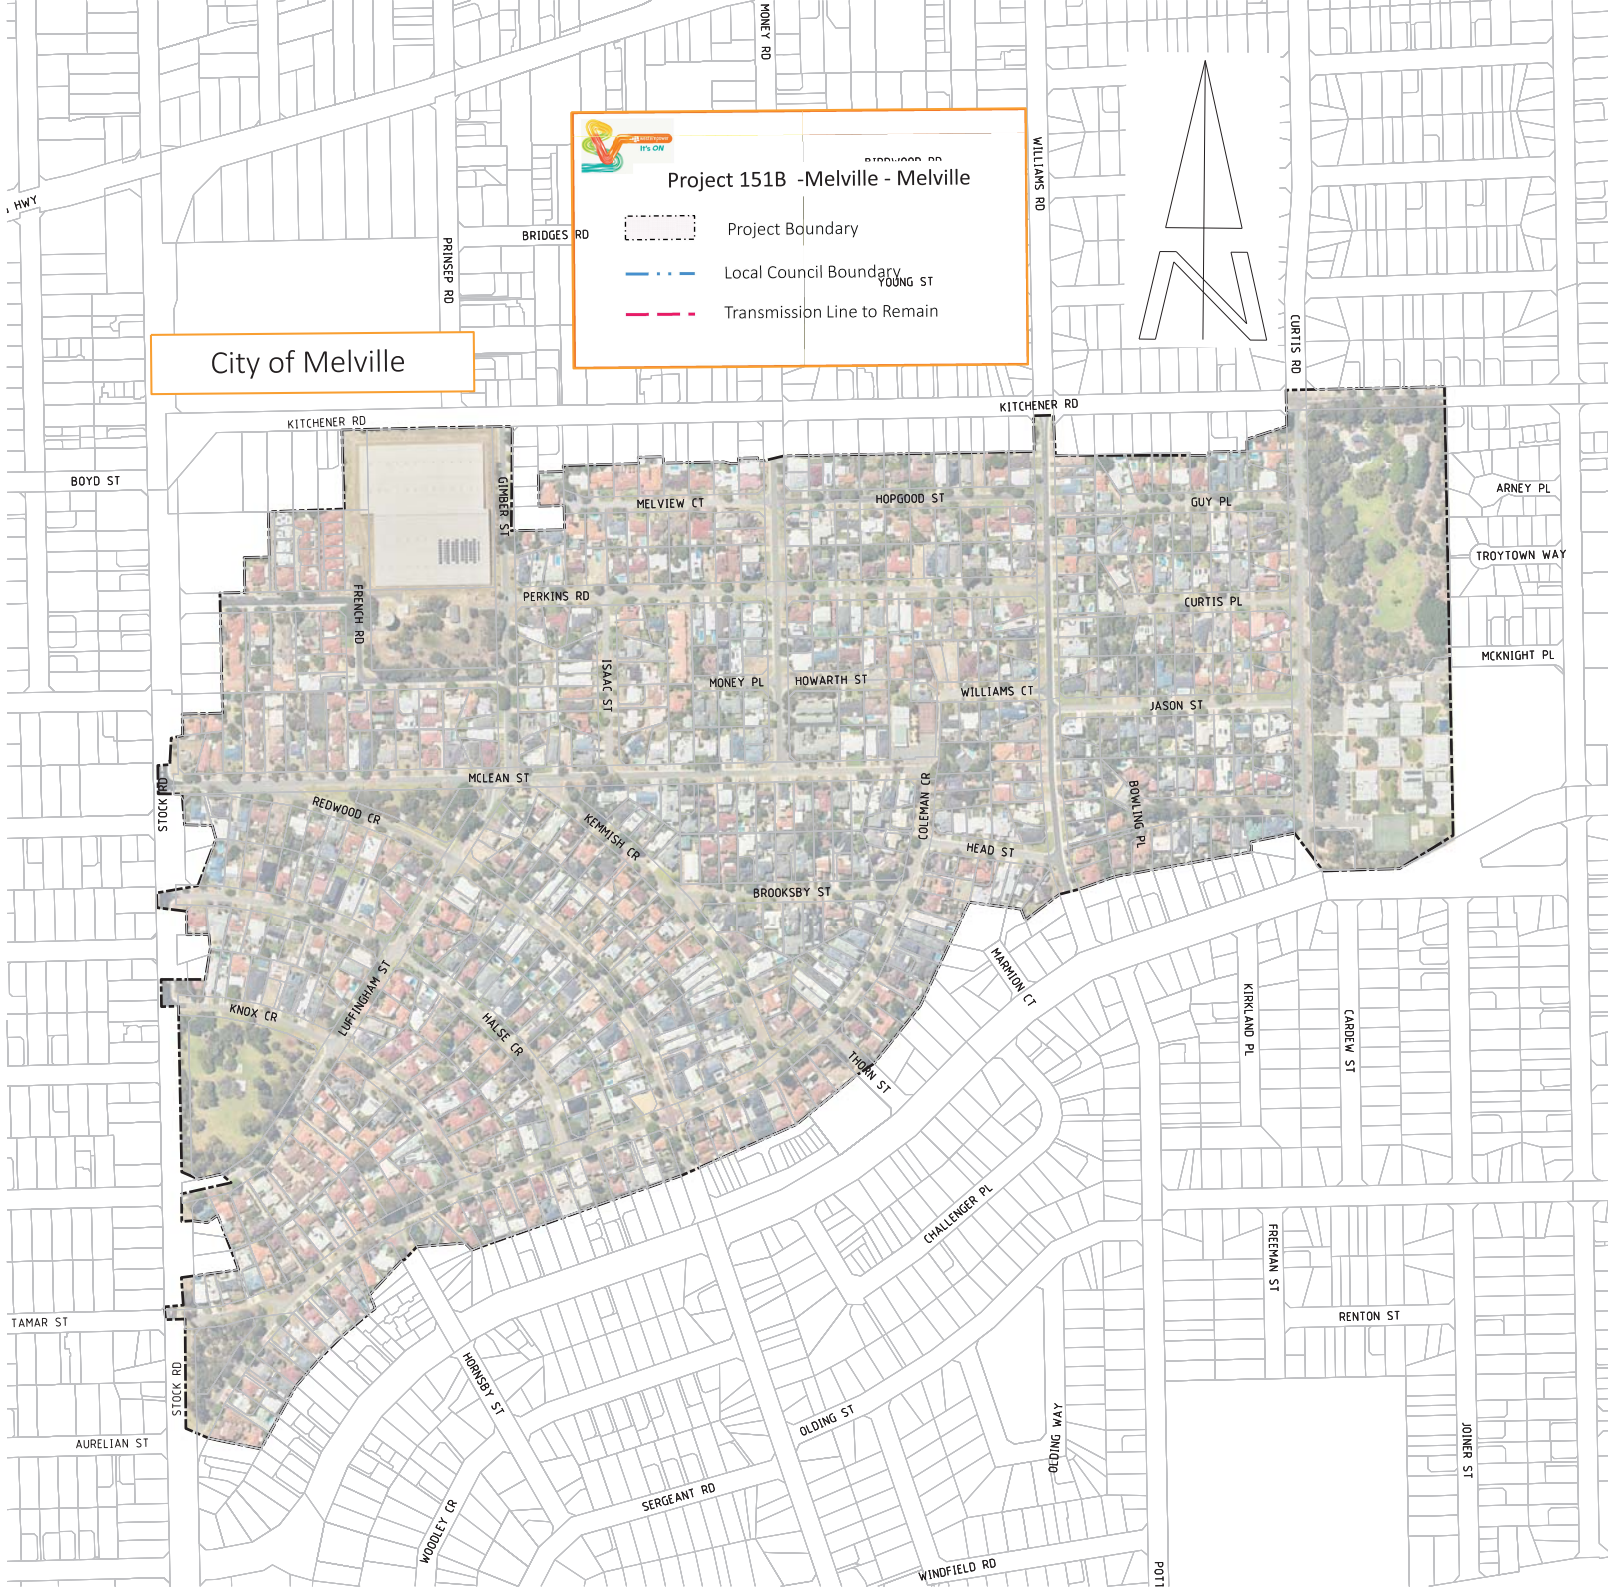 MONEY RD
HWY
PRINSEP RD
BRIDGES RD
WILLIAMS RD
CURTIS RD
It's ON
Project 151B -Melville - Melville
Project Boundary
Local Council Boundary
YOUNG ST
Transmission Line to Remain
City of Melville
KITCHENER RD
KITCHENER RD
BOYD ST
GIMBER ST
MELVIEW CT
HOPGOOD ST
GUY PL
ARNEY PL
TROYTOWN WAY
FRENCH RD
PERKINS RD
CURTIS PL
MCKNIGHT PL
ISAAC ST
MONEY PL
HOWARTH ST
WILLIAMS CT
JASON ST
STOCK RD
MCLEAN ST
REDWOOD CR
KEMMISH CR
COLEMAN CR
BOWLING PL
HEAD ST
BROOKSBY ST
LUFFINGHAM ST
KNOX CR
HALSE CR
MARMION CT
KIRKLAND PL
CARDEW ST
THORN ST
CHALLENGER PL
FREEMAN ST
RENTON ST
TAMAR ST
STOCK RD
HORNSBY ST
AURELIAN ST
OLDING ST
OLDING WAY
JOINER ST
SERGEANT RD
WOODLEY CR
WINDFIELD RD